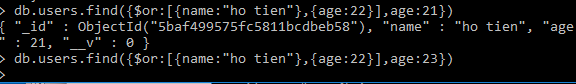 > db.users.find({$or:[{name:"ho tien"},{age:22}],age:21})
{ "_id" : ObjectId("5baf499575fc5811bcdbeb58"), "name" : "ho tien", "age
" : 21, "__v" : 0 }
> db.users.find({$or:[{name:"ho tien"},{age:22}],age:23})
>